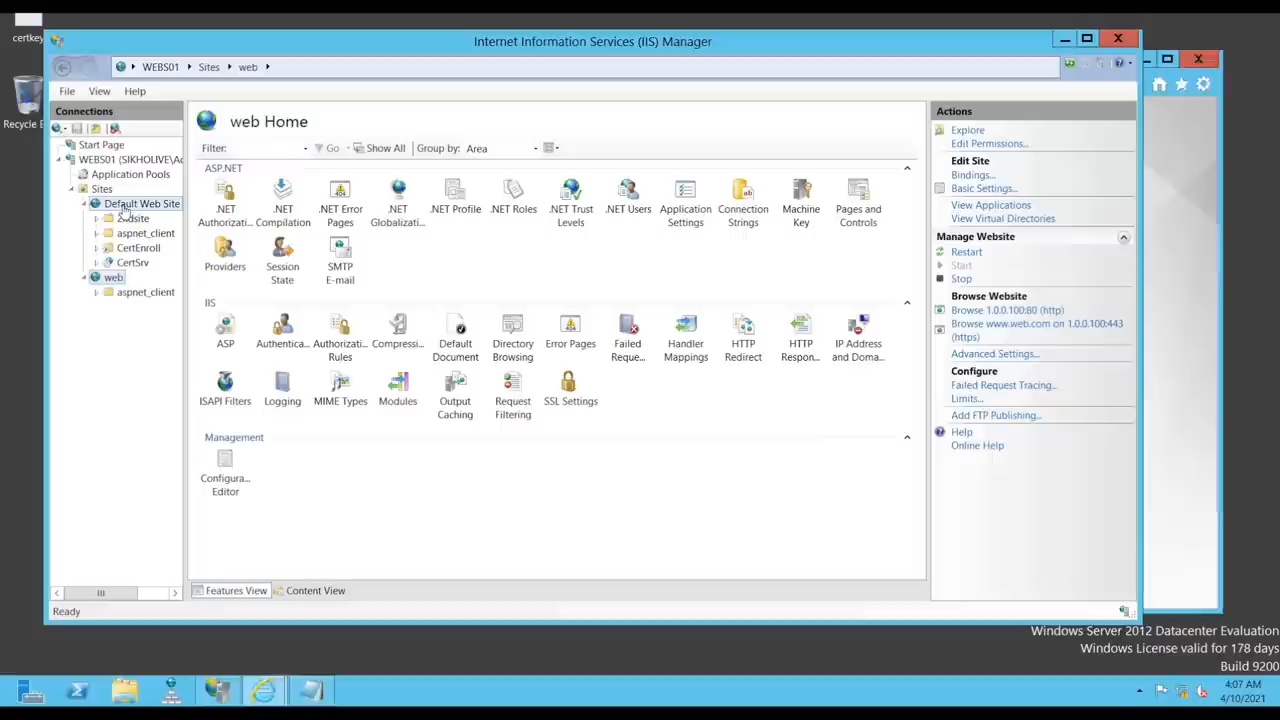 certkey
Recycle B
Internet Information Services (IIS) Manager
WEBS01
Sites
web
File
View
Help
Connections
Start Page
WEBS01 (SIKHOLIVE\Ac
Application Pools
Sites
Default Web Site
2ndsite
aspnet_client
CertEnroll
CertSrv
web
aspnet_client
web Home
Filter:
Go
Show All
Group by:
Area
ASP.NET
.NET Authorizati...
.NET Compilation
.NET Error Pages
.NET Globalizati...
.NET Profile
.NET Roles
.NET Trust Levels
.NET Users
Application Settings
Connection Strings
Machine Key
Pages and Controls
Providers
Session State
SMTP E-mail
IIS
ASP
Authentica...
Authorizati... Rules
Compressi...
Default Document
Directory Browsing
Error Pages
Failed Reque...
Handler Mappings
HTTP Redirect
HTTP Respon...
IP Address and Doma...
ISAPI Filters
Logging
MIME Types
Modules
Output Caching
Request Filtering
SSL Settings
Management
Configura... Editor
Features View
Content View
Ready
Actions
Explore
Edit Permissions...
Edit Site
Bindings...
Basic Settings...
View Applications
View Virtual Directories
Manage Website
Restart
Start
Stop
Browse Website
Browse 1.0.0.100:80 (http)
Browse www.web.com on 1.0.0.100:443
(https)
Advanced Settings...
Configure
Failed Request Tracing...
Limits...
Add FTP Publishing...
Help
Online Help
Windows Server 2012 Datacenter Evaluation
Windows License valid for 178 days
Build 9200
4:07 AM
4/10/2021